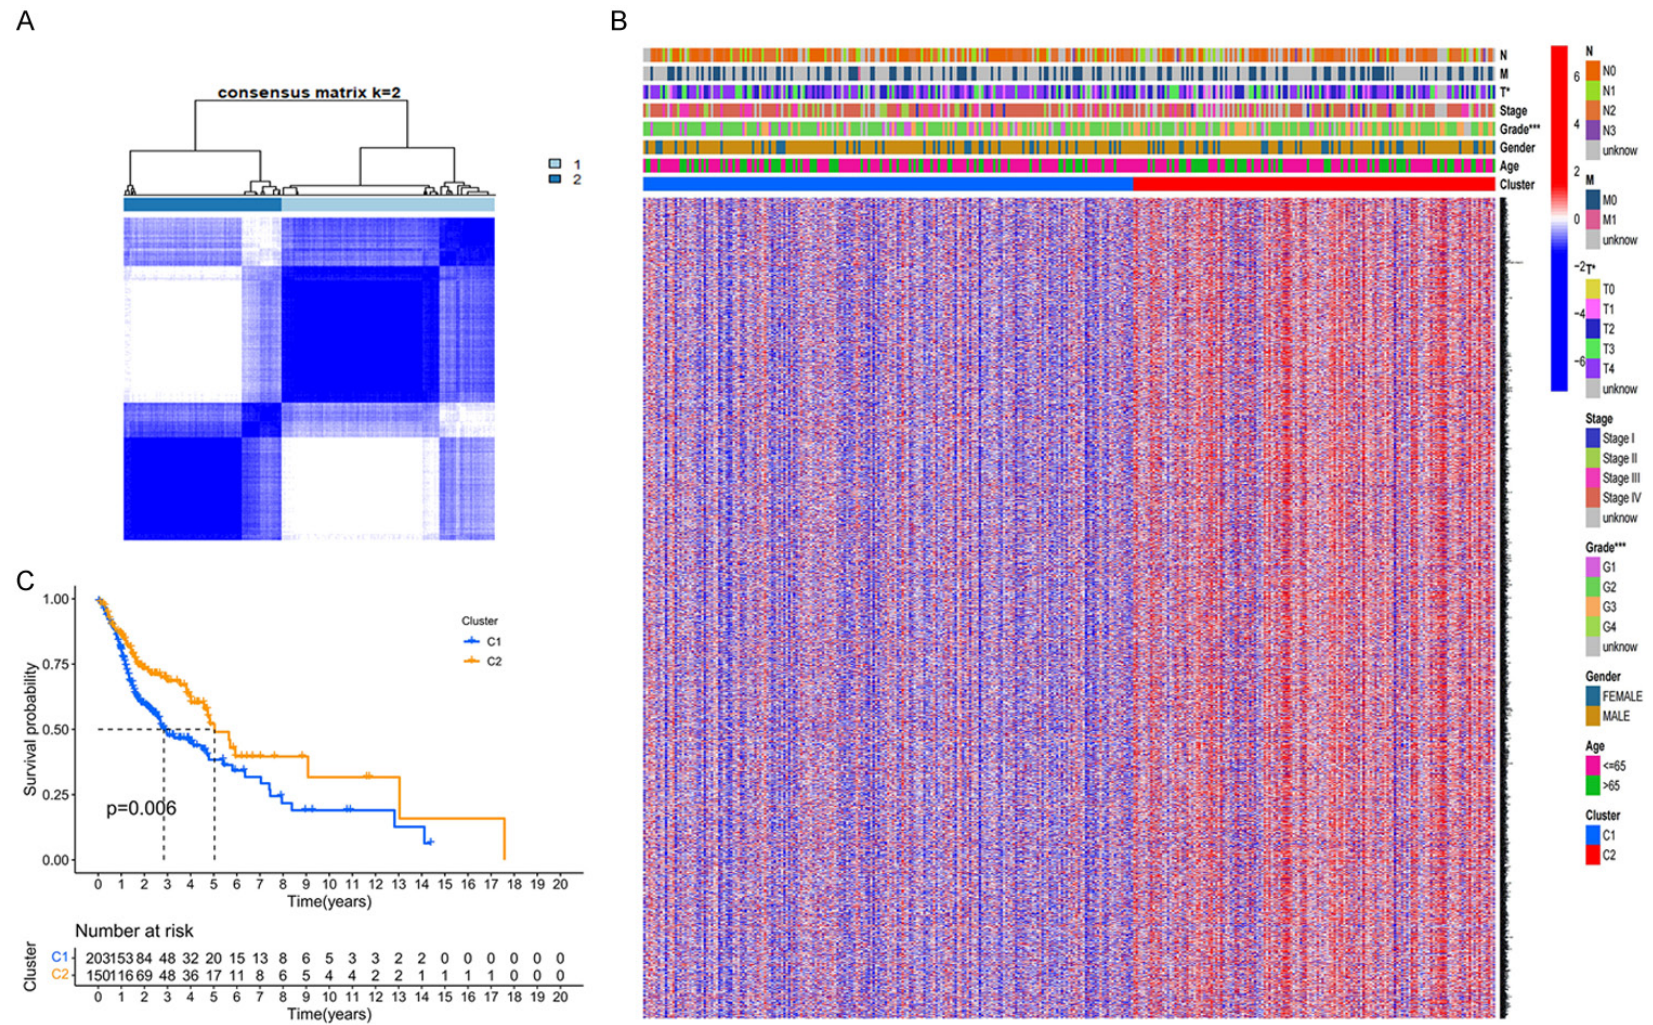 A
consensus matrix k=2
1
2
B
N
M
T*
Stage
Grade***
Gender
Age
Cluster
6
4
2
0
−2
−4
−6
N
N0
N1
N2
N3
unknow
M
M0
M1
unknow
T*
T0
T1
T2
T3
T4
unknow
Stage
Stage I
Stage II
Stage III
Stage IV
unknow
Grade***
G1
G2
G3
G4
unknow
Gender
FEMALE
MALE
Age
<=65
>65
Cluster
C1
C2
C
Survival probability
1.00
0.75
0.50
0.25
0.00
Cluster
C1
C2
p=0.006
0 1 2 3 4 5 6 7 8 9 10 11 12 13 14 15 16 17 18 19 20
Time(years)
Number at risk
Cluster
C1 203 153 84 48 32 20 15 13 8 6 5 3 3 2 2 0 0 0 0 0 0
C2 150 116 69 48 36 17 11 8 6 5 4 4 2 2 1 1 1 1 0 0 0
0 1 2 3 4 5 6 7 8 9 10 11 12 13 14 15 16 17 18 19 20
Time(years)